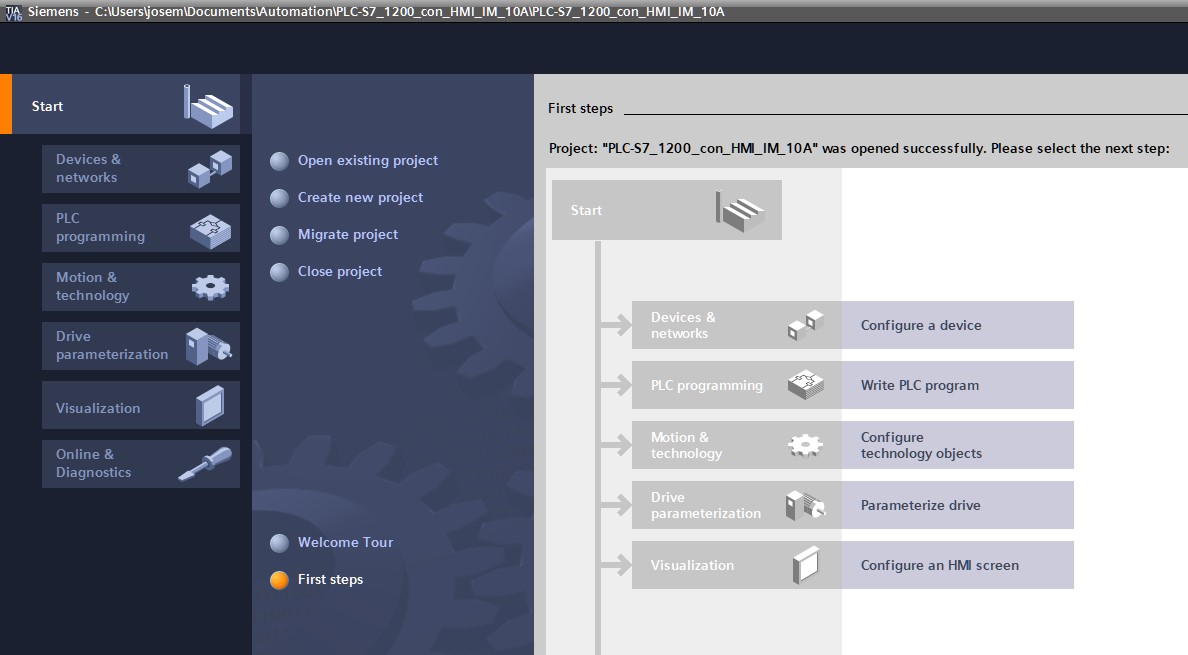 TIA
V16
Siemens - C:\Users\josem\Documents\Automation\PLC-S7_1200_con_HMI_IM_10A\PLC-S7_1200_con_HMI_IM_10A
Start
Devices &
networks
PLC
programming
Motion &
technology
Drive
parameterization
Visualization
Online &
Diagnostics
Open existing project
Create new project
Migrate project
Close project
Welcome Tour
First steps
First steps
Project: "PLC-S7_1200_con_HMI_IM_10A" was opened successfully. Please select the next step:
Start
Devices &
networks
Configure a device
PLC programming
Write PLC program
Motion &
technology
Configure
technology objects
Drive
parameterization
Parameterize drive
Visualization
Configure an HMI screen